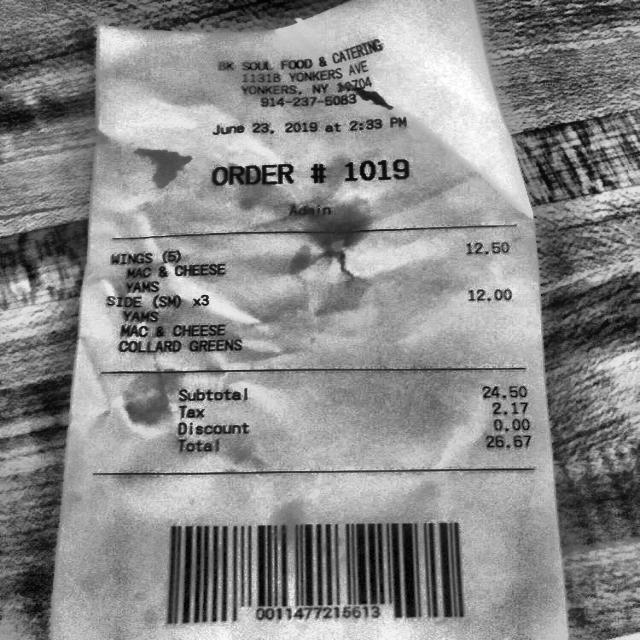 BK SOUL FOOD & CATERING
11318 YONKERS AVE
YONKERS, NY 10704
914-237-5083
June 23, 2019 at 2:33 PM
ORDER # 1019
Admin
WINGS (5) 12.50
MAC & CHEESE
YAMS
SIDE (SM) x3 12.00
YAMS
MAC & CHEESE
COLLARD GREENS
Subtotal 24.50
Tax 2.17
Discount 0.00
Total 26.67
0011477215613